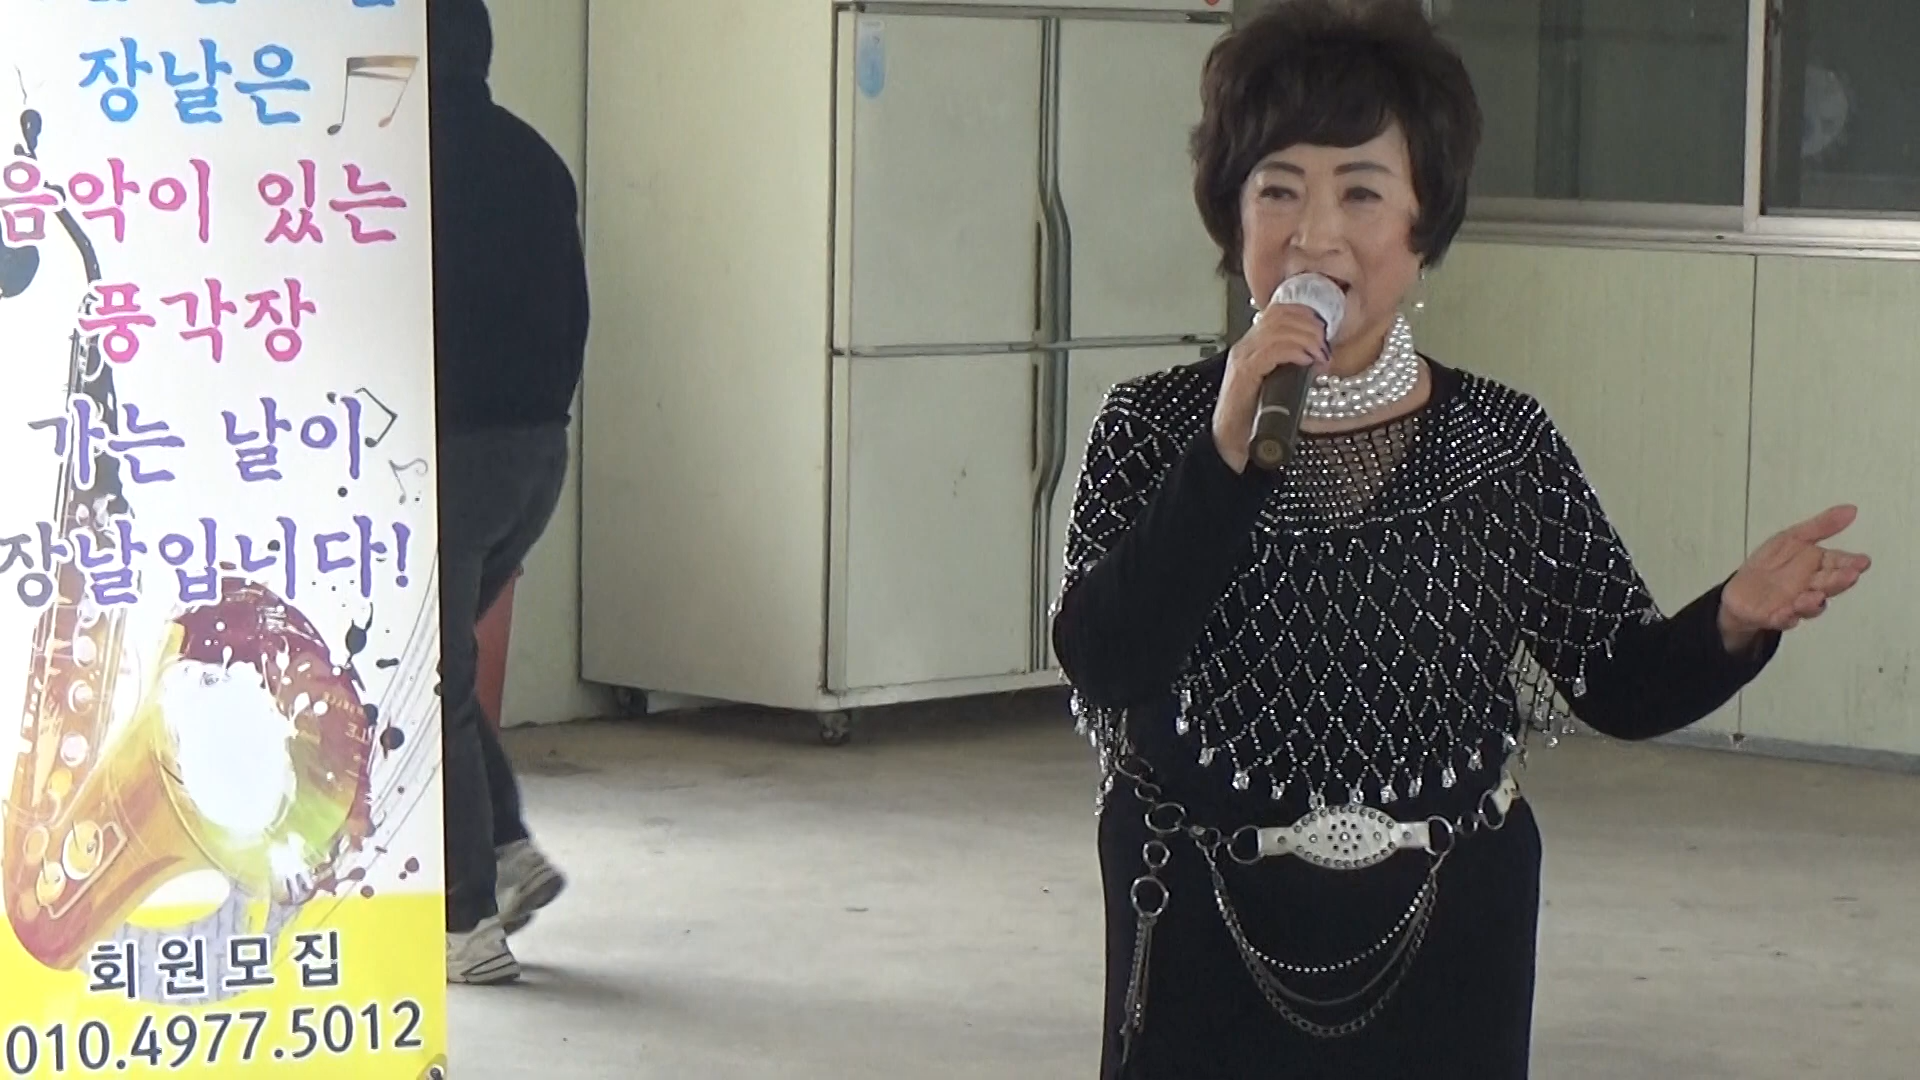 장날은
음악이 있는
풍각장
가는 날이
장날입니다!
회원모집
010.4977.5012